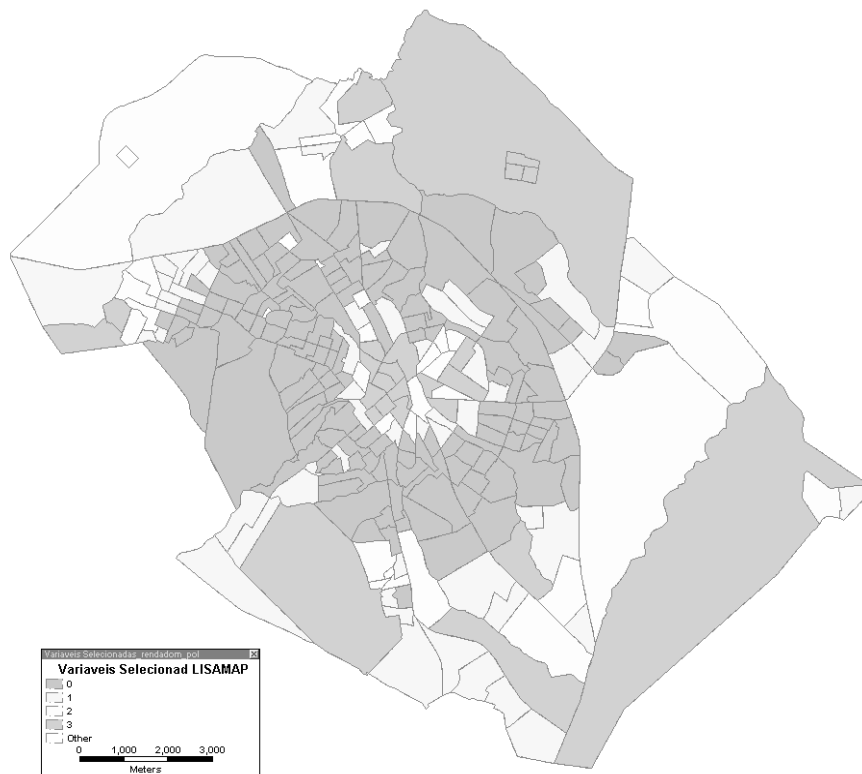 Variaveis Selecionadas_rendadom_pol
Variaveis Selecionad LISAMAP
0
1
2
3
Other
0 1,000 2,000 3,000
Meters